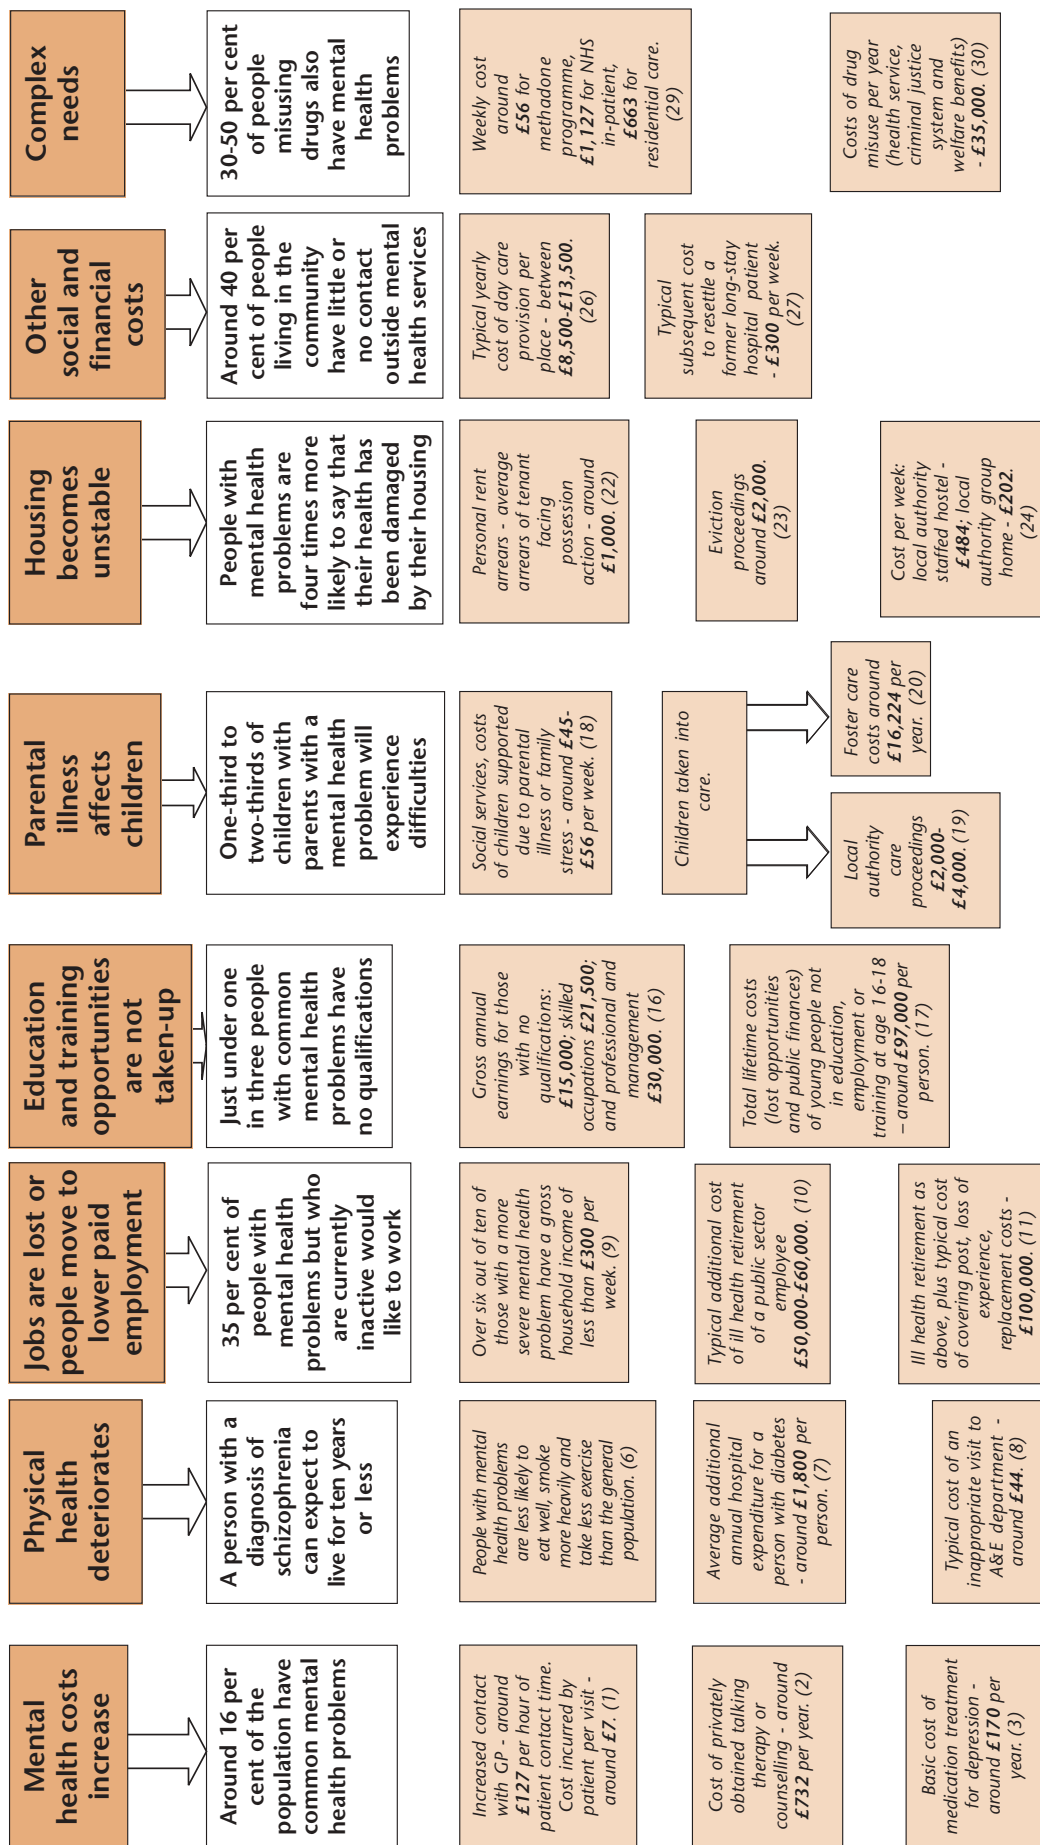 Mental
health costs
increase
Around 16 per
cent of the
population have
common mental
health problems
Increased contact
with GP - around
£127 per hour of
patient contact time.
Cost incurred by
patient per visit -
around £7. (1)
Cost of privately
obtained talking
therapy or
counselling - around
£732 per year. (2)
Basic cost of
medication treatment
for depression -
around £170 per
year. (3)
Physical
health
deteriorates
A person with a
diagnosis of
schizophrenia
can expect to
live for ten years
or less
People with mental
health problems
are less likely to
eat well, smoke
more heavily and
take less exercise
than the general
population. (6)
Average additional
annual hospital
expenditure for a
person with diabetes
- around £1,800 per
person. (7)
Typical cost of an
inappropriate visit to
A&E department -
around £44. (8)
Jobs are lost or
people move to
lower paid
employment
35 per cent of
people with
mental health
problems but who
are currently
inactive would
like to work
Over six out of ten of
those with a more
severe mental health
problem have a gross
household income of
less than £300 per
week. (9)
Typical additional cost
of ill health retirement
of a public sector
employee
£50,000-£60,000. (10)
Ill health retirement as
above, plus typical cost
of covering post, loss of
experience,
replacement costs -
£100,000. (11)
Education
and training
opportunities
are not
taken-up
Just under one
in three people
with common
mental health
problems have
no qualifications
Gross annual
earnings for those
with no
qualifications:
£15,000; skilled
occupations £21,500;
and professional and
management
£30,000. (16)
Total lifetime costs
(lost opportunities
and public finances)
of young people not
in education,
employment or
training at age 16-18
– around £97,000 per
person. (17)
Parental
illness
affects
children
One-third to
two-thirds of
children with
parents with a
mental health
problem will
experience
difficulties
Social services, costs
of children supported
due to parental
illness or family
stress - around £45-
£56 per week. (18)
Children taken into
care.
Local
authority
care
proceedings
£2,000-
£4,000. (19)
Foster care
costs around
£16,224 per
year. (20)
Housing
becomes
unstable
People with
mental health
problems are
four times more
likely to say that
their health has
been damaged
by their housing
Personal rent
arrears - average
arrears of tenant
facing
possession
action - around
£1,000. (22)
Eviction
proceedings
around £2,000.
(23)
Cost per week:
local authority
staffed hostel -
£484; local
authority group
home - £202.
(24)
Other
social and
financial
costs
Around 40 per
cent of people
living in the
community
have little or
no contact
outside mental
health services
Typical yearly
cost of day care
provision per
place - between
£8,500-£13,500.
(26)
Typical
subsequent cost
to resettle a
former long-stay
hospital patient
- £300 per week.
(27)
Complex
needs
30-50 per cent
of people
misusing
drugs also
have mental
health
problems
Weekly cost
around
£56 for
methadone
programme,
£1,127 for NHS
in-patient,
£663 for
residential care.
(29)
Costs of drug
misuse per year
(health service,
criminal justice
system and
welfare benefits)
- £35,000. (30)